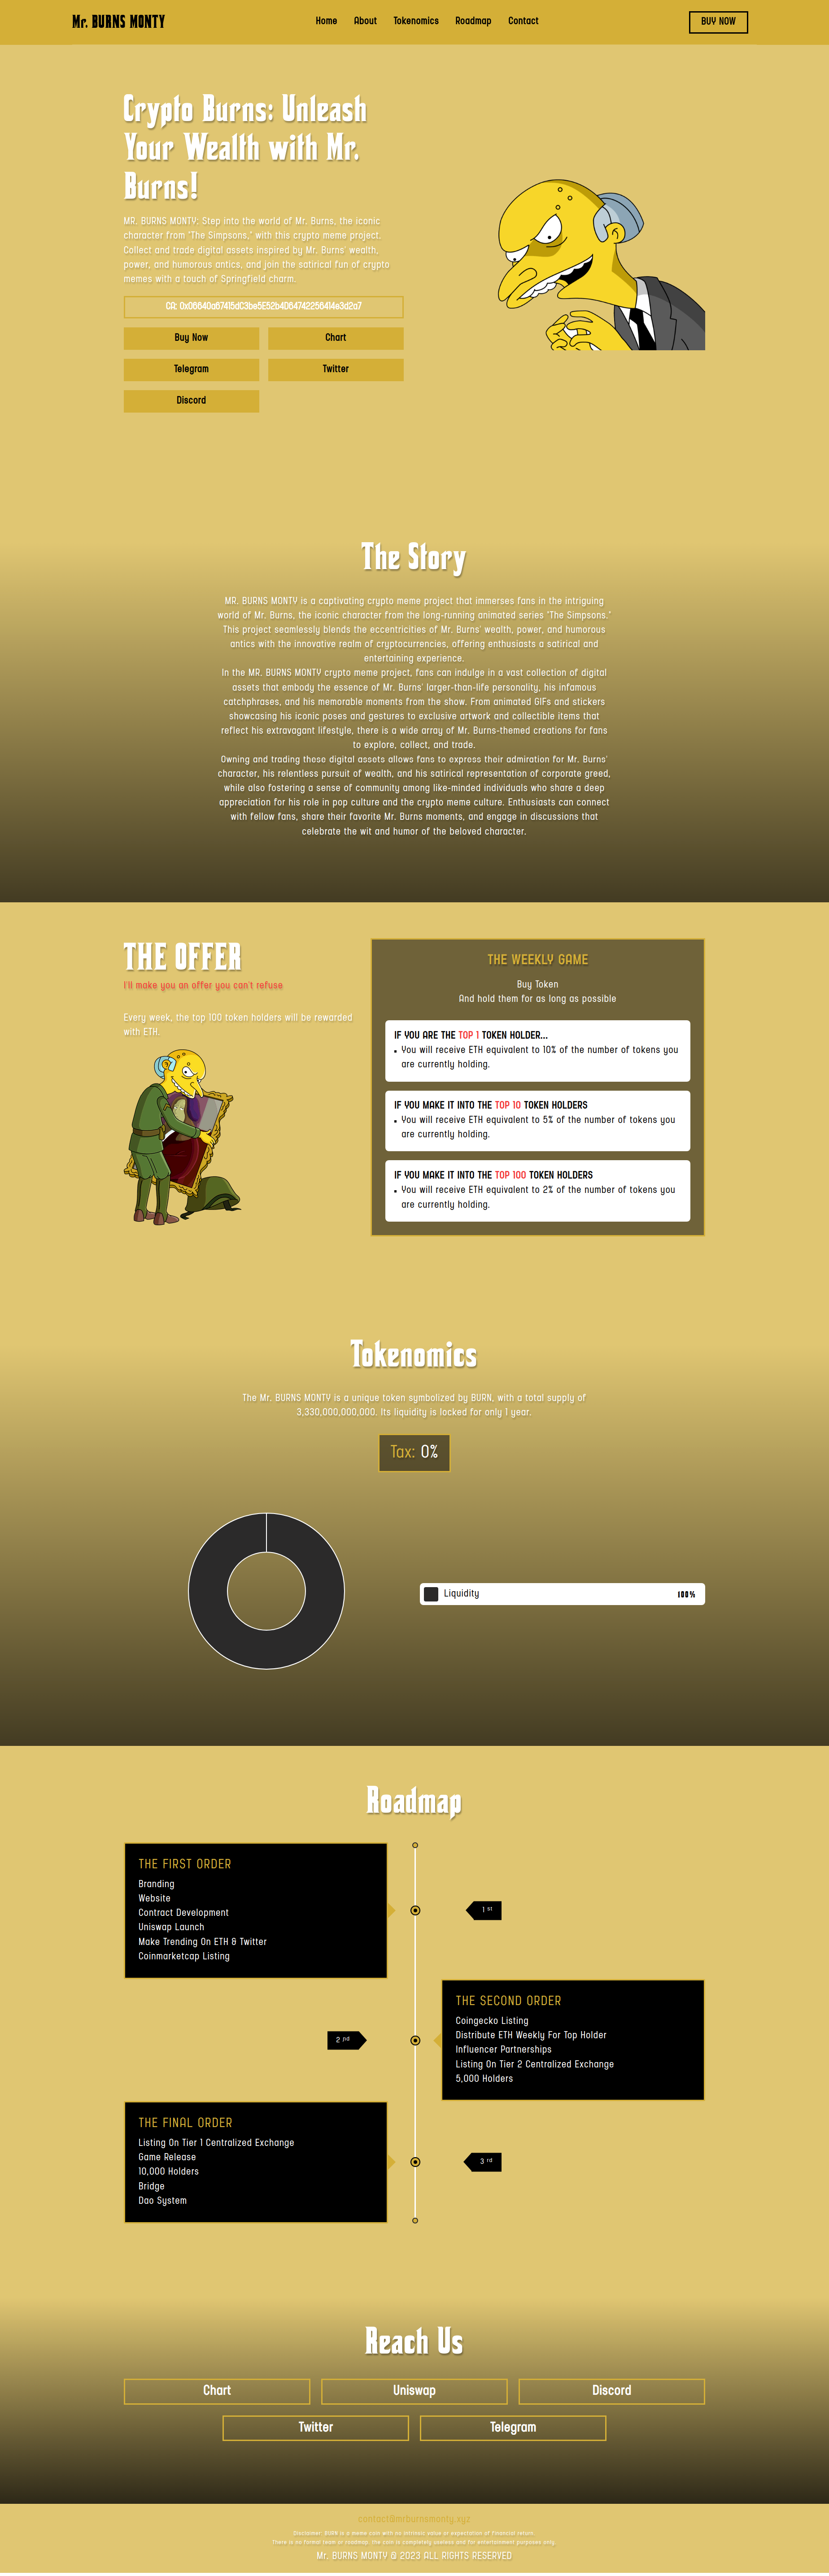 Mr. BURNS MONTY
Home About Tokenomics Roadmap Contact
BUY NOW
Crypto Burns: Unleash
Your Wealth with Mr.
Burns!
MR. BURNS MONTY: Step into the world of Mr. Burns, the iconic
character from "The Simpsons," with this crypto meme project.
Collect and trade digital assets inspired by Mr. Burns' wealth,
power, and humorous antics, and join the satirical fun of crypto
memes with a touch of Springfield charm.
Buy Now
Chart
Telegram
Twitter
Discord
The Story
MR. BURNS MONTY is a captivating crypto meme project that immerses fans in the intriguing
world of Mr. Burns, the iconic character from the long-running animated series "The Simpsons."
This project seamlessly blends the eccentricities of Mr. Burns' wealth, power, and humorous
antics with the innovative realm of cryptocurrencies, offering enthusiasts a satirical and
entertaining experience.
In the MR. BURNS MONTY crypto meme project, fans can indulge in a vast collection of digital
assets that embody the essence of Mr. Burns' larger-than-life personality, his infamous
catchphrases, and his memorable moments from the show. From animated GIFs and stickers
showcasing his iconic poses and gestures to exclusive artwork and collectible items that
reflect his extravagant lifestyle, there is a wide array of Mr. Burns-themed creations for fans
to explore, collect, and trade.
Owning and trading these digital assets allows fans to express their admiration for Mr. Burns'
character, his relentless pursuit of wealth, and his satirical representation of corporate greed,
while also fostering a sense of community among like-minded individuals who share a deep
appreciation for his role in pop culture and the crypto meme culture. Enthusiasts can connect
with fellow fans, share their favorite Mr. Burns moments, and engage in discussions that
celebrate the wit and humor of the beloved character.
THE OFFER
I'll make you an offer you can't refuse
Every week, the top 100 token holders will be rewarded
with ETH.
THE WEEKLY GAME
Buy Token
And hold them for as long as possible
IF YOU ARE THE TOP 1 TOKEN HOLDER...
• You will receive ETH equivalent to 10% of the number of tokens you
are currently holding.
IF YOU MAKE IT INTO THE TOP 10 TOKEN HOLDERS
• You will receive ETH equivalent to 5% of the number of tokens you
are currently holding.
IF YOU MAKE IT INTO THE TOP 100 TOKEN HOLDERS
• You will receive ETH equivalent to 2% of the number of tokens you
are currently holding.
Tokenomics
The Mr. BURNS MONTY is a unique token symbolized by BURN, with a total supply of
3,330,000,000,000. Its liquidity is locked for only 1 year.
Tax: 0%
Liquidity 100%
Roadmap
THE FIRST ORDER
Branding
Website
Contract Development
Uniswap Launch
Make Trending On ETH & Twitter
Coinmarketcap Listing
1 st
THE SECOND ORDER
Coingecko Listing
Distribute ETH Weekly For Top Holder
Influencer Partnerships
Listing On Tier 2 Centralized Exchange
5,000 Holders
2 nd
THE FINAL ORDER
Listing On Tier 1 Centralized Exchange
Game Release
10,000 Holders
Bridge
Dao System
3 rd
Reach Us
Chart
Uniswap
Discord
Twitter
Telegram
contact@mrburnsmonty.xyz
Disclaimer: BURN is a meme coin with no intrinsic value or expectation of financial return.
There is no formal team or roadmap. the coin is completely useless and for entertainment purposes only.
Mr. BURNS MONTY @ 2023 ALL RIGHTS RESERVED